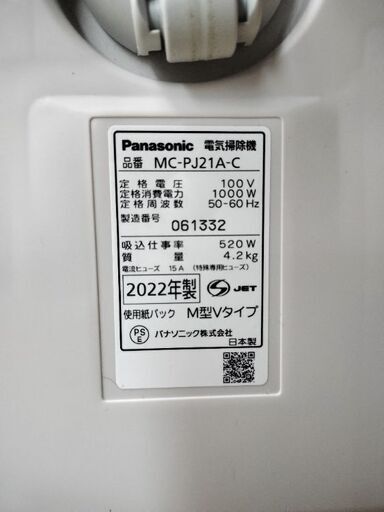 Panasonic 電気掃除機
品番 MC-PJ21A-C
定格電圧 100V
定格消費電力 1000W
定格周波数 50-60Hz
製造番号 061332
吸込仕事率 520W
質量 4.2kg
電流ヒューズ 15A (特殊専用ヒューズ)
2022年製 S JET
使用紙パック M型Vタイプ
PS E パナソニック株式会社
日本製